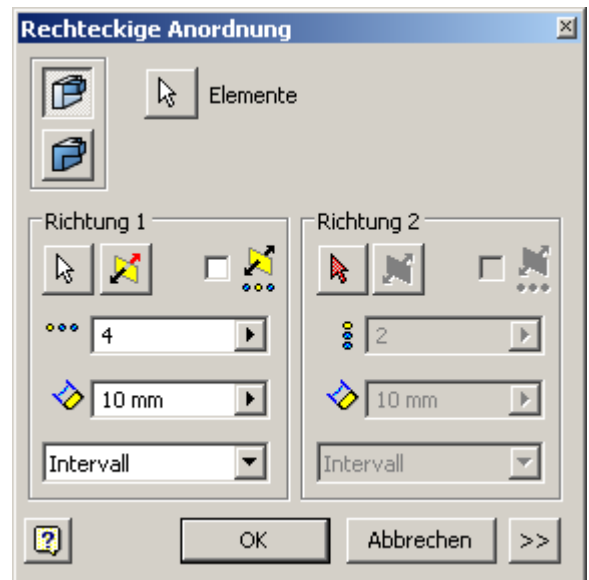 Rechteckige Anordnung
Elemente
Richtung 1
Richtung 2
4
2
10 mm
10 mm
Intervall
Intervall
OK
Abbrechen
>>